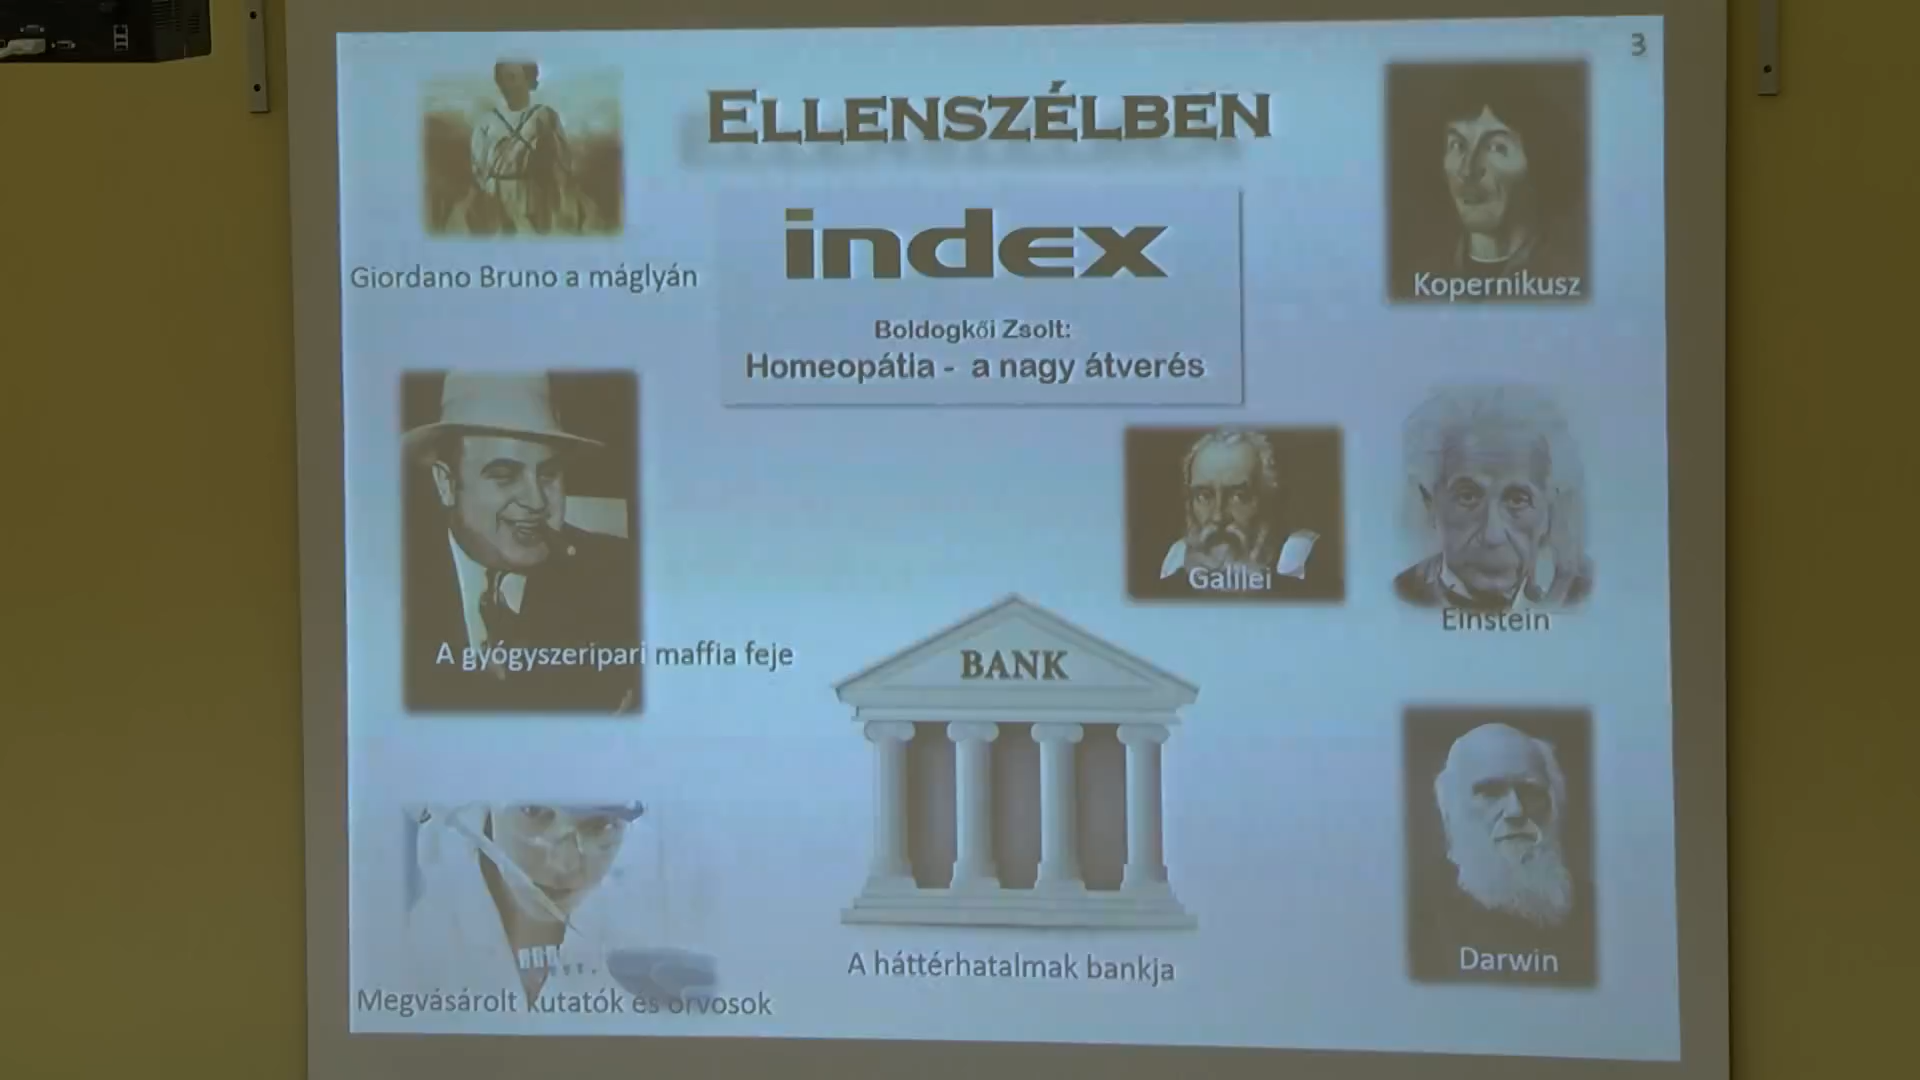 3
ELLENSZÉLBEN
index
Boldogkői Zsolt:
Homeopátia - a nagy átverés
Giordano Bruno a máglyán
Kopernikusz
A gyógyszeripari maffia feje
Galilei
Einstein
BANK
A háttérhatalmak bankja
Megvásárolt kutatók és orvosok
Darwin